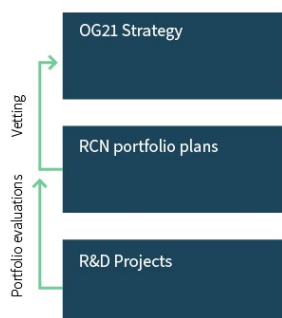 OG21 Strategy
Vetting
RCN portfolio plans
Portfolio evaluations
R&D Projects